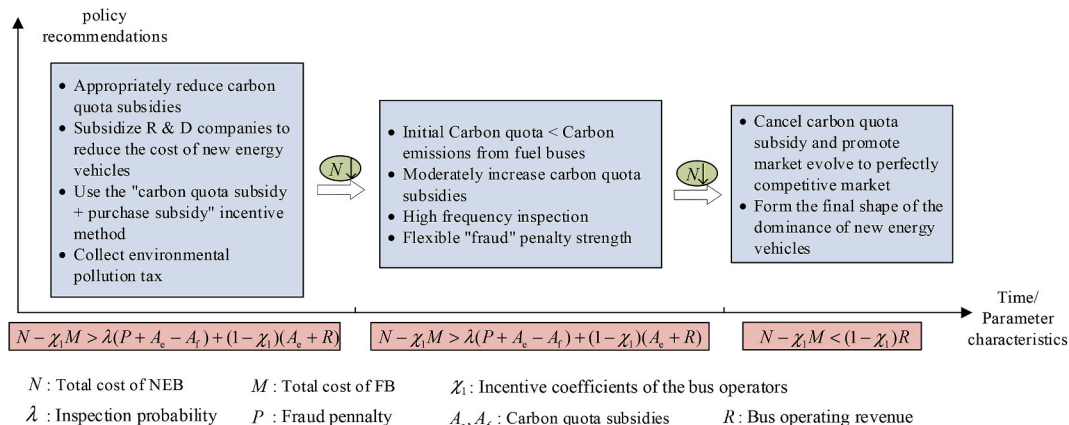 policy
recommendations
• Appropriately reduce carbon
quota subsidies
• Subsidize R & D companies to
reduce the cost of new energy
vehicles
• Use the "carbon quota subsidy
+ purchase subsidy" incentive
method
• Collect environmental
pollution tax
N↓
• Initial Carbon quota < Carbon
emissions from fuel buses
• Moderately increase carbon quota
subsidies
• High frequency inspection
• Flexible "fraud" penalty strength
N↓
• Cancel carbon quota
subsidy and promote
market evolve to perfectly
competitive market
• Form the final shape of the
dominance of new energy
vehicles
Time/
Parameter
characteristics
N − χ₁M > λ(P + Aₑ − A_f) + (1 − χ₁)(Aₑ + R)
N − χ₁M > λ(P + Aₑ − A_f) + (1 − χ₁)(Aₑ + R)
N − χ₁M < (1 − χ₁)R
N : Total cost of NEB M : Total cost of FB χ₁ : Incentive coefficients of the bus operators
λ : Inspection probability P : Fraud pennalty Aₑ, A_f : Carbon quota subsidies R : Bus operating revenue